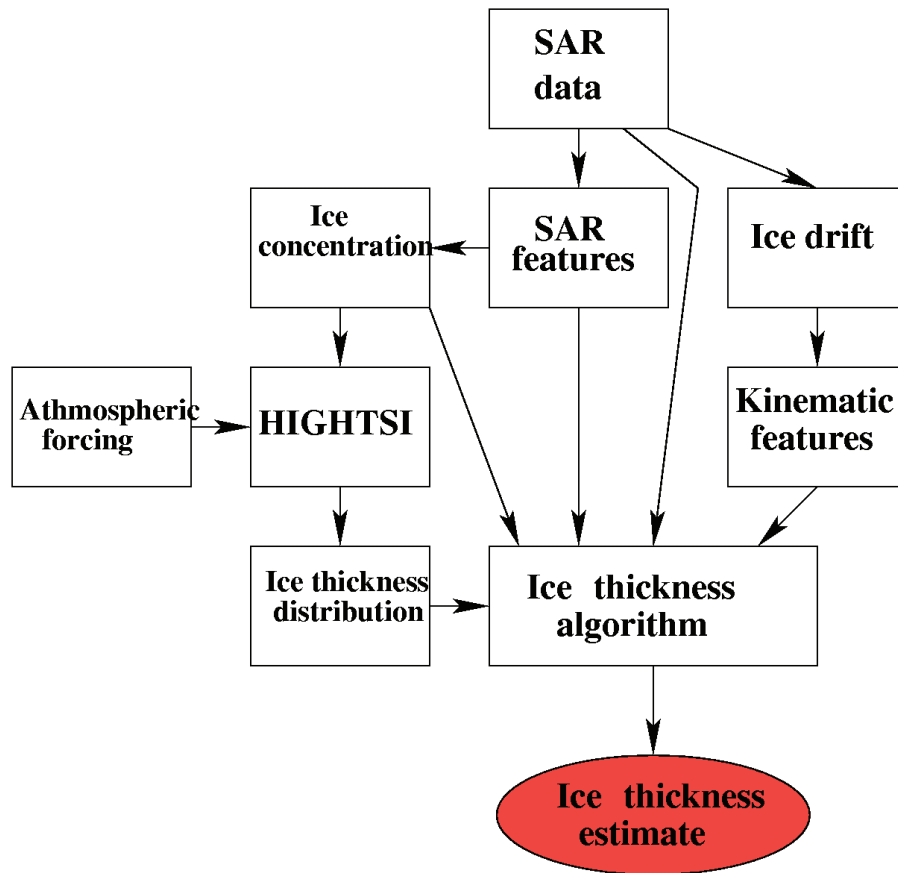 SAR
data
Ice
concentration
SAR
features
Ice drift
Athmospheric
forcing
HIGHTSI
Kinematic
features
Ice thickness
distribution
Ice thickness
algorithm
Ice thickness
estimate